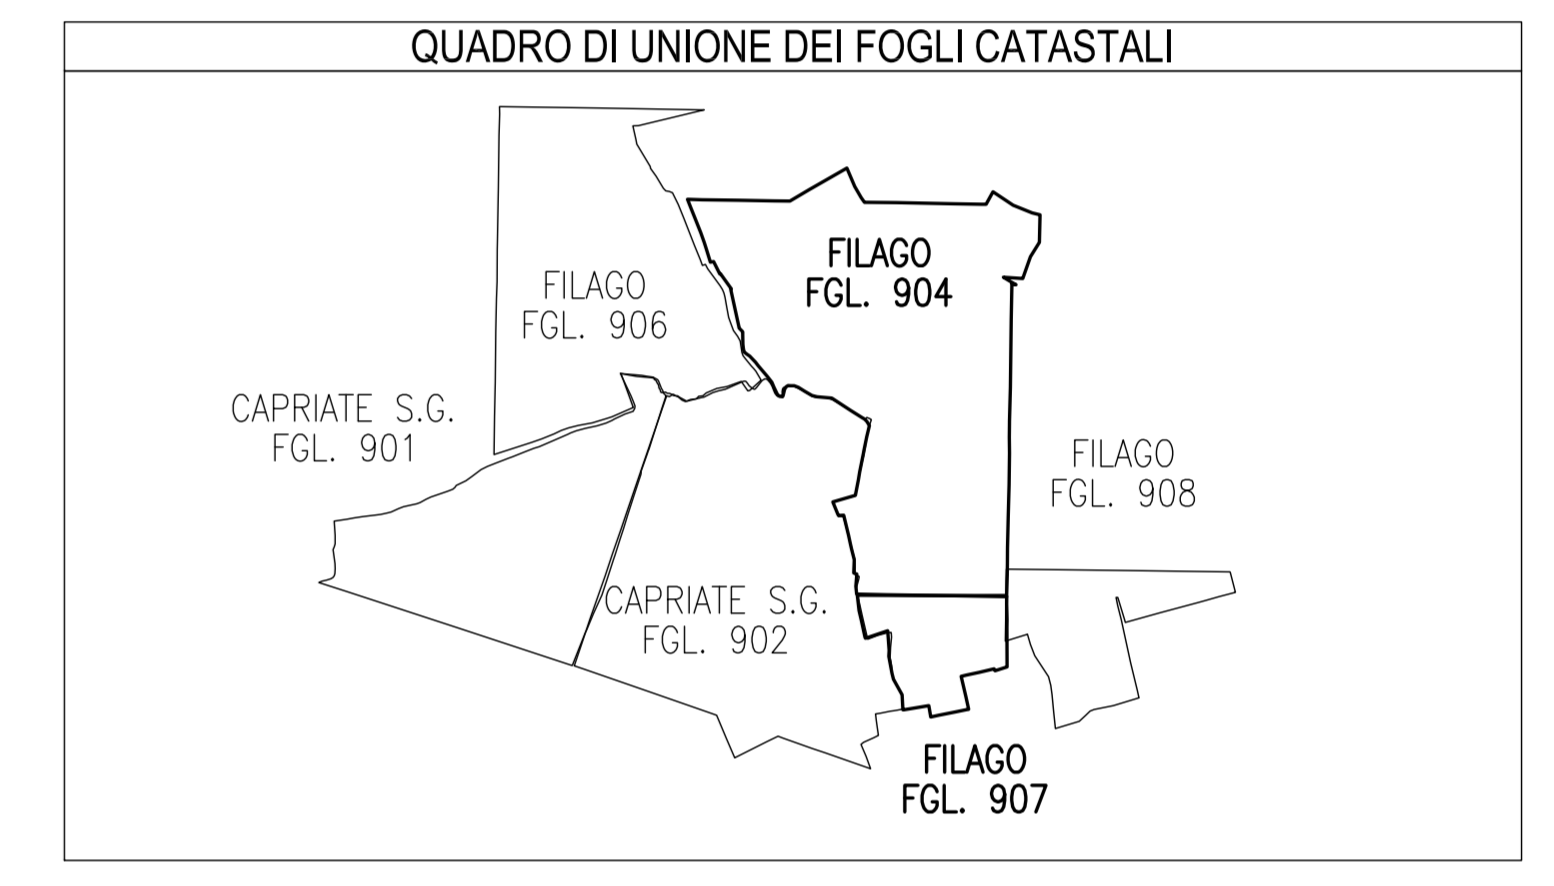 QUADRO DI UNIONE DEI FOGLI CATASTALI
FILAGO
FGL. 904
FILAGO
FGL. 906
CAPRIATE S.G.
FGL. 901
FILAGO
FGL. 908
CAPRIATE S.G.
FGL. 902
FILAGO
FGL. 907